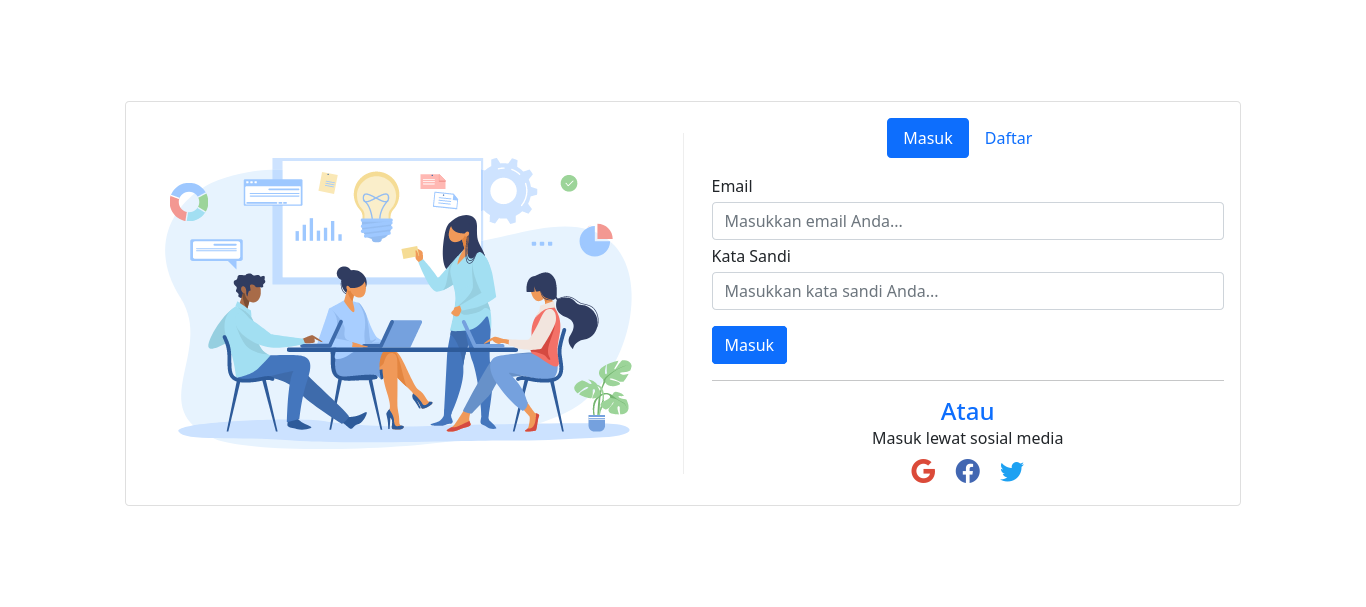 Masuk Daftar
Email
Masukkan email Anda...
Kata Sandi
Masukkan kata sandi Anda...
Masuk
Atau
Masuk lewat sosial media